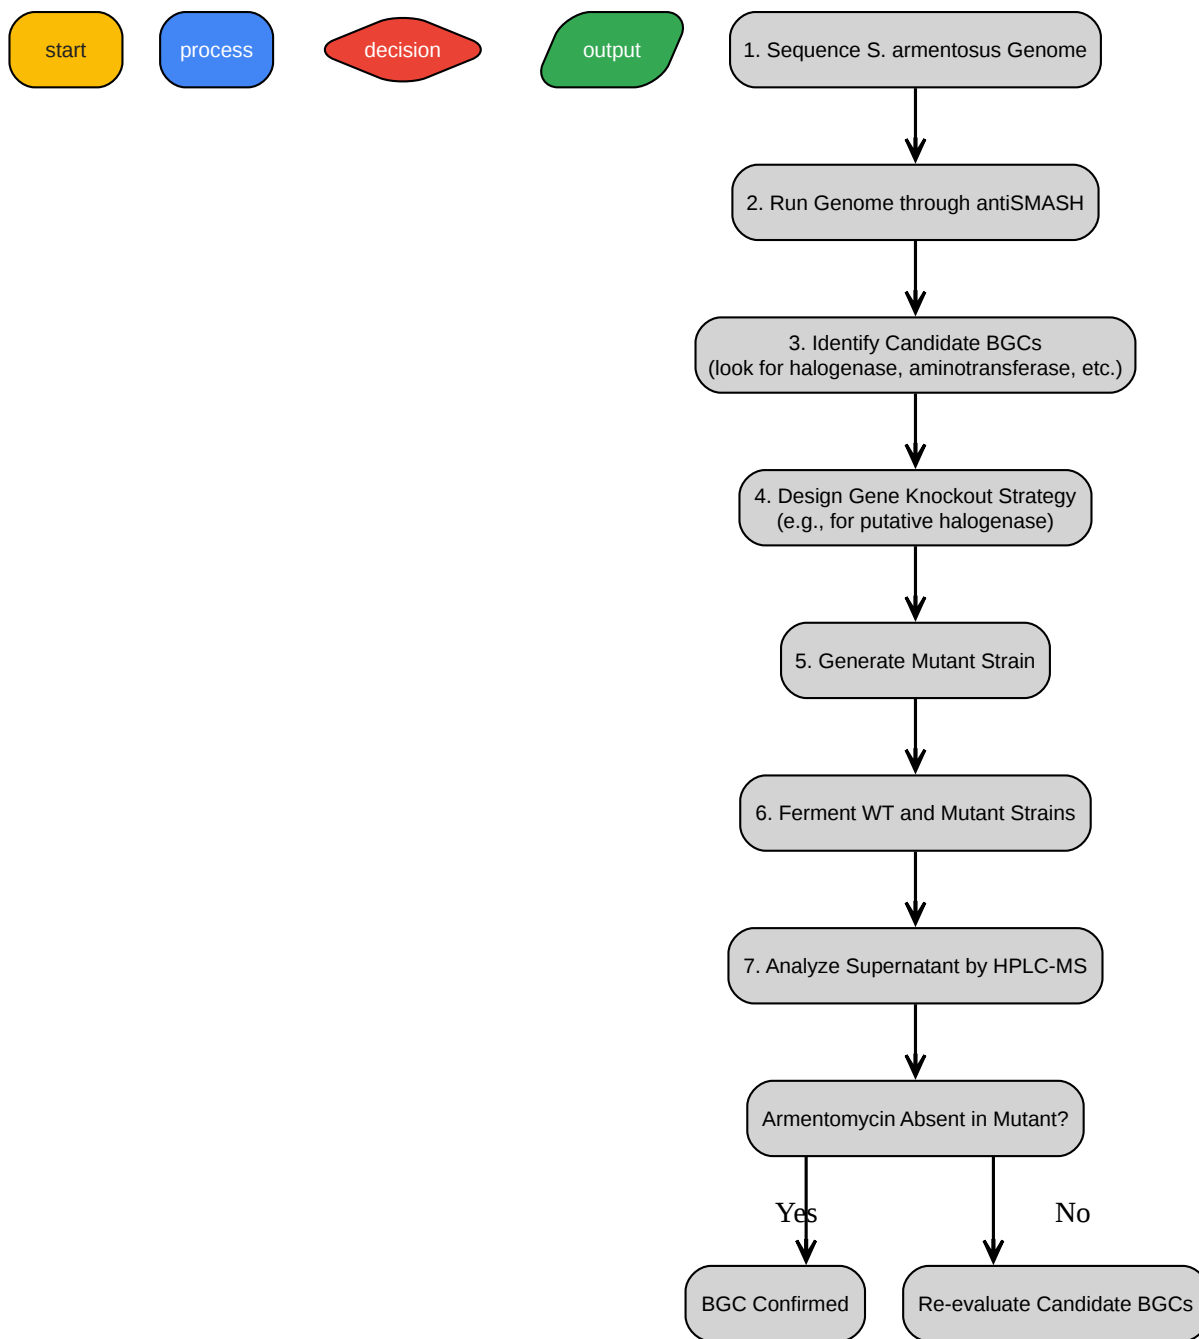 start
process
decision
output
1. Sequence S. armentosus Genome
2. Run Genome through antiSMASH
3. Identify Candidate BGCs
(look for halogenase, aminotransferase, etc.)
4. Design Gene Knockout Strategy
(e.g., for putative halogenase)
5. Generate Mutant Strain
6. Ferment WT and Mutant Strains
7. Analyze Supernatant by HPLC-MS
Armentomycin Absent in Mutant?
Yes
No
BGC Confirmed
Re-evaluate Candidate BGCs